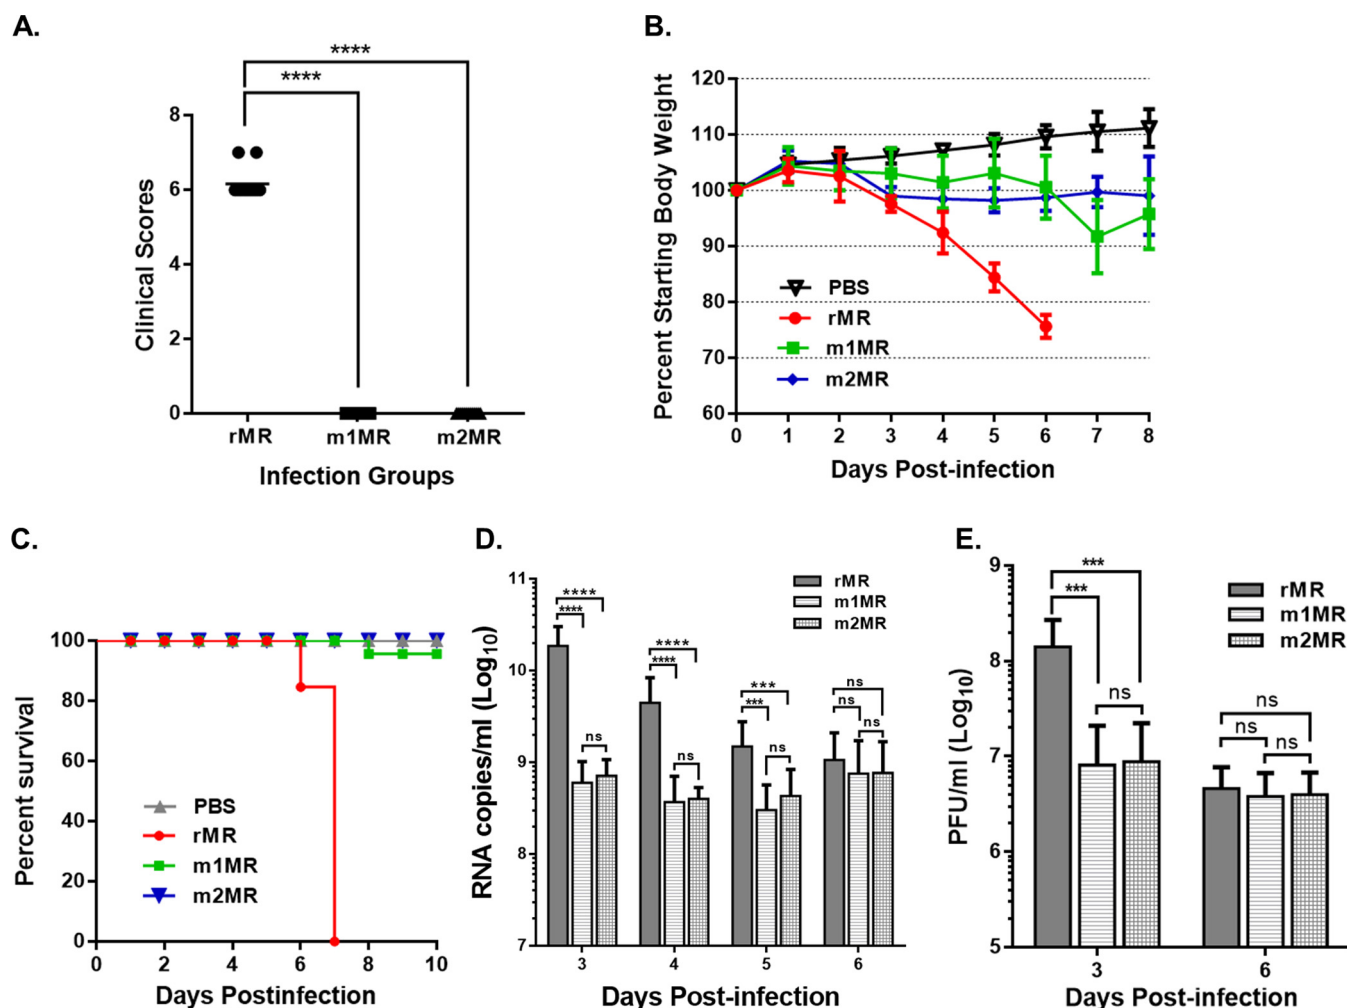 A.
****
****
8
6
4
2
0
Clinical Scores
rMR
m1MR
m2MR
Infection Groups
B.
120
110
100
90
80
70
60
Percent Starting Body Weight
PBS
rMR
m1MR
m2MR
0 1 2 3 4 5 6 7 8
Days Post-infection
C.
100
80
60
40
20
0
Percent survival
PBS
rMR
m1MR
m2MR
0 2 4 6 8 10
Days Postinfection
D.
11
10
9
8
7
RNA copies/ml (Log10)
rMR
m1MR
m2MR
****
****
ns
****
****
ns
***
***
ns
ns
ns
ns
3 4 5 6
Days Post-infection
E.
9
8
7
6
5
PFU/ml (Log10)
rMR
m1MR
m2MR
***
***
ns
ns
ns
ns
3 6
Days Post-infection